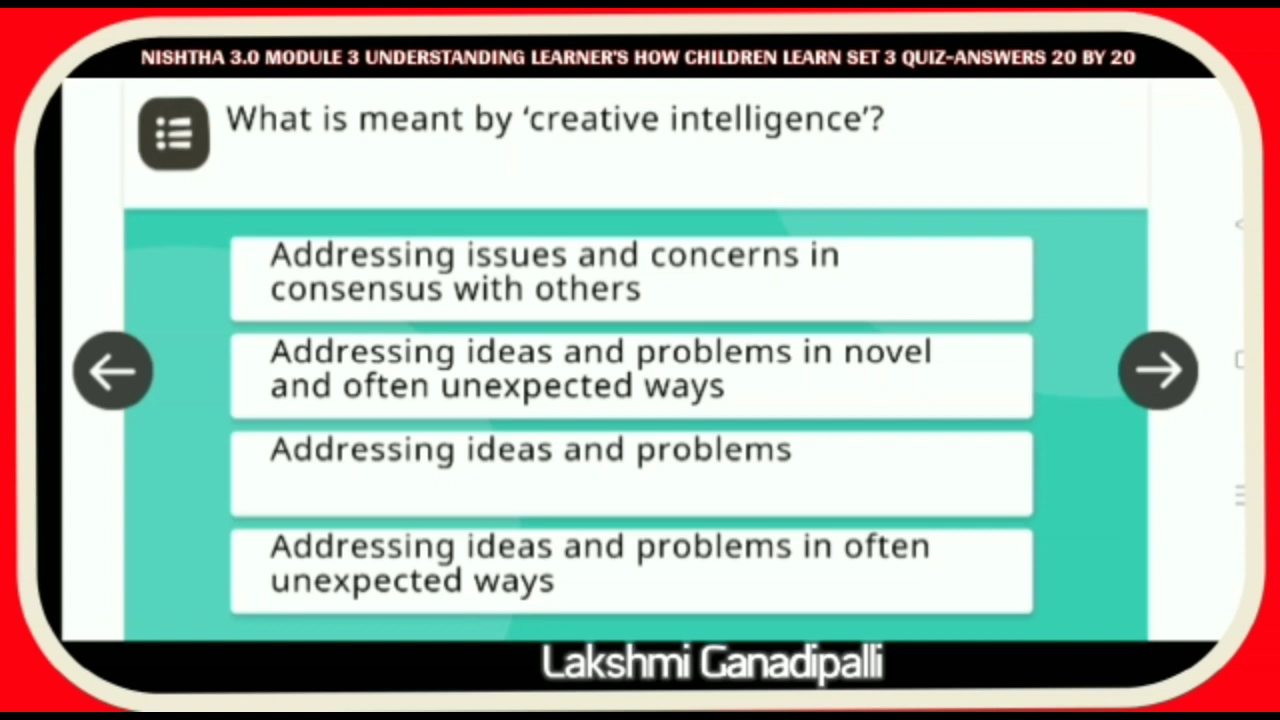 NISHTHA 3.0 MODULE 3 UNDERSTANDING LEARNER'S HOW CHILDREN LEARN SET 3 QUIZ-ANSWERS 20 BY 20
What is meant by ‘creative intelligence’?
Addressing issues and concerns in
consensus with others
Addressing ideas and problems in novel
and often unexpected ways
Addressing ideas and problems
Addressing ideas and problems in often
unexpected ways
Lakshmi Ganadipalli